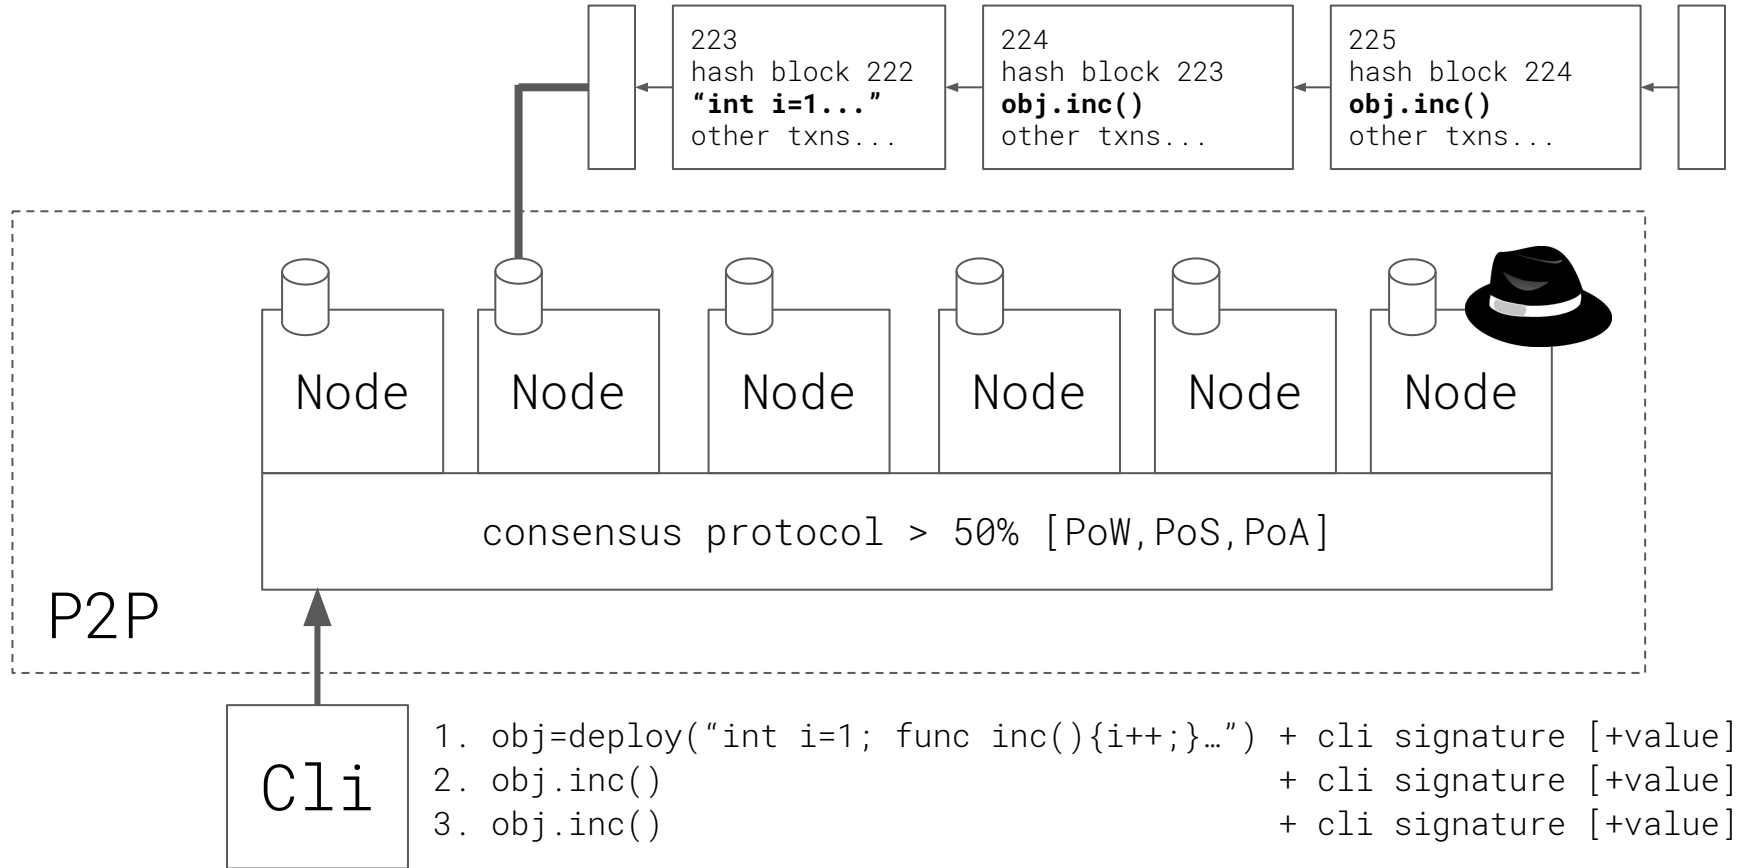 223
hash block 222
“int i=1...”
other txns...
224
hash block 223
obj.inc()
other txns...
225
hash block 224
obj.inc()
other txns...
Node
Node
Node
Node
Node
Node
consensus protocol > 50% [PoW,PoS,PoA]
P2P
Cli
1. obj=deploy(“int i=1; func inc(){i++;}…”) + cli signature [+value]
2. obj.inc() + cli signature [+value]
3. obj.inc() + cli signature [+value]